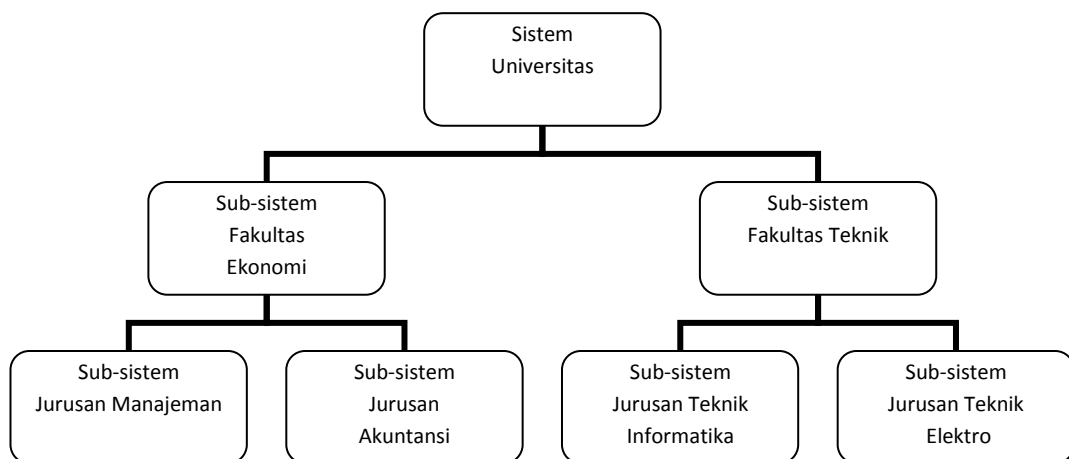 Sistem
Universitas
Sub-sistem
Fakultas
Ekonomi
Sub-sistem
Fakultas Teknik
Sub-sistem
Jurusan Manajeman
Sub-sistem
Jurusan
Akuntansi
Sub-sistem
Jurusan Teknik
Informatika
Sub-sistem
Jurusan Teknik
Elektro